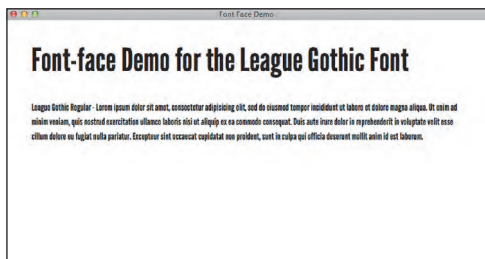 Font Face Demo
Font-face Demo for the League Gothic Font
League Gothic Regular - Lorem ipsum dolor sit amet, consectetur adipisicing elit, sed do eiusmod tempor incididunt ut labore et dolore magna aliqua. Ut enim ad
minim veniam, quis nostrud exercitation ullamco laboris nisi ut aliquip ex ea commodo consequat. Duis aute irure dolor in reprehenderit in voluptate velit esse
cillum dolore eu fugiat nulla pariatur. Excepteur sint occaecat cupidatat non proident, sunt in culpa qui officia deserunt mollit anim id est laborum.